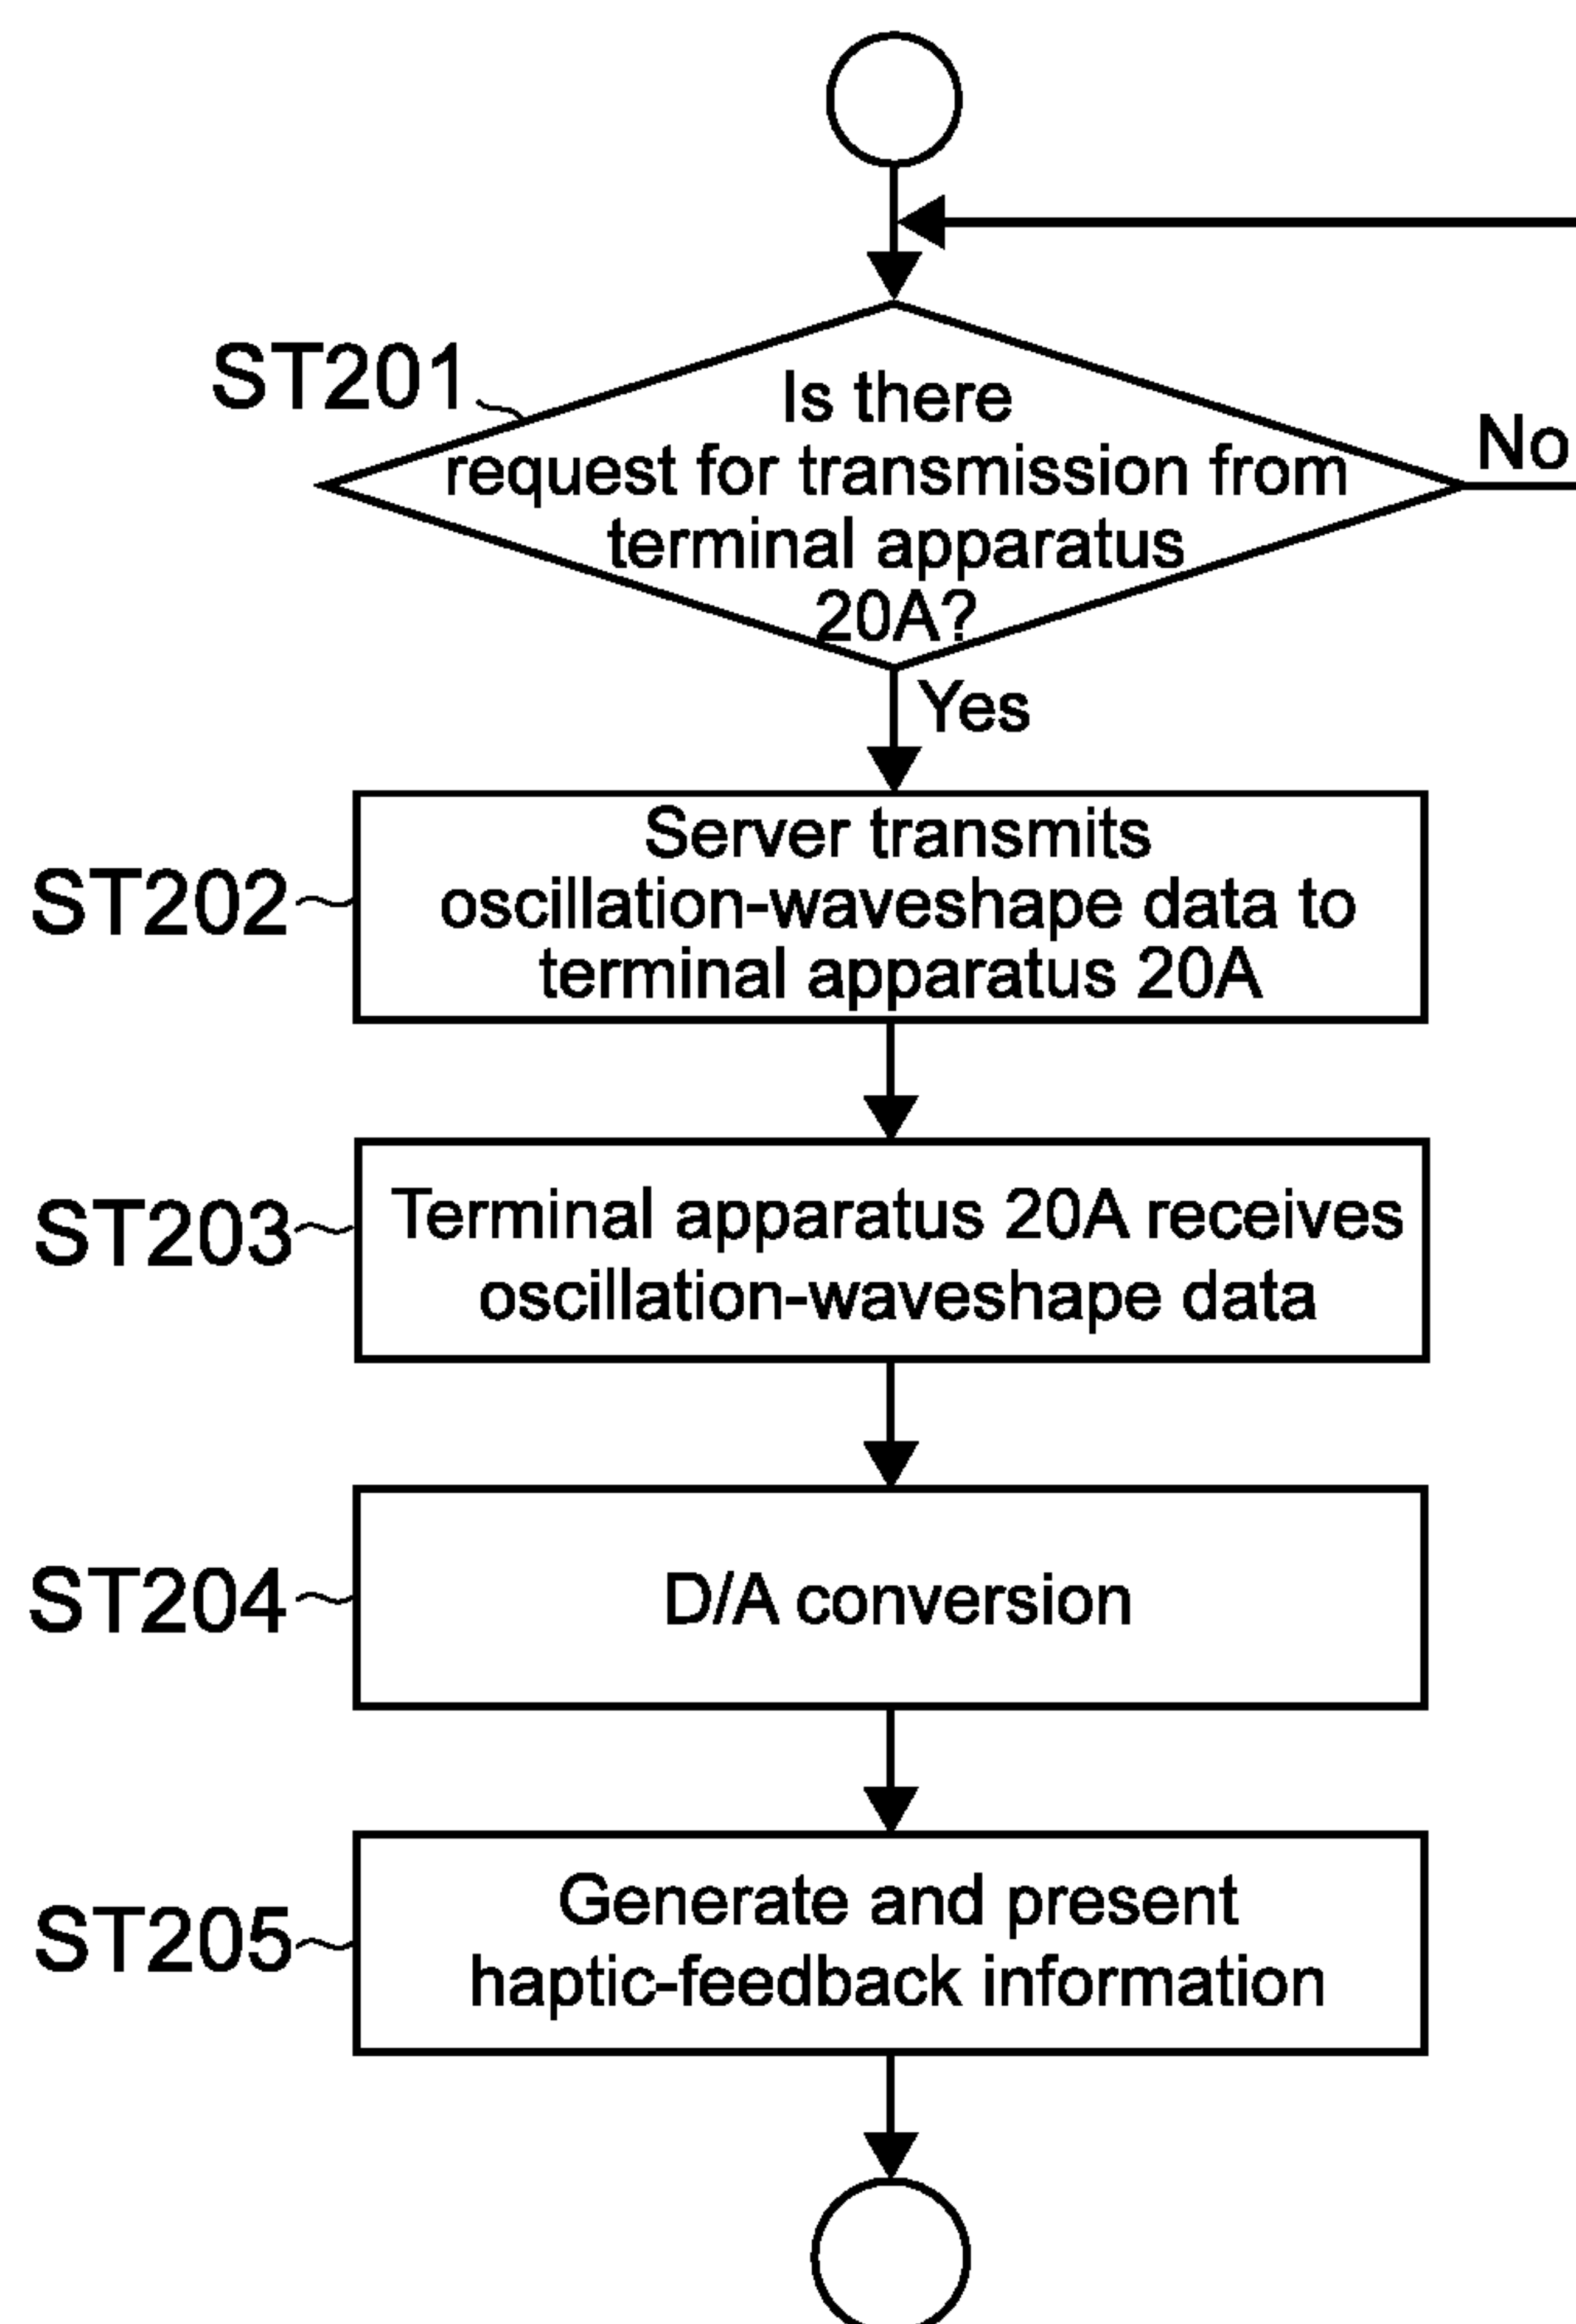 ST201
Is there
request for transmission from
terminal apparatus
20A?
No
Yes
ST202
Server transmits
oscillation-waveshape data to
terminal apparatus 20A
ST203
Terminal apparatus 20A receives
oscillation-waveshape data
ST204
D/A conversion
ST205
Generate and present
haptic-feedback information